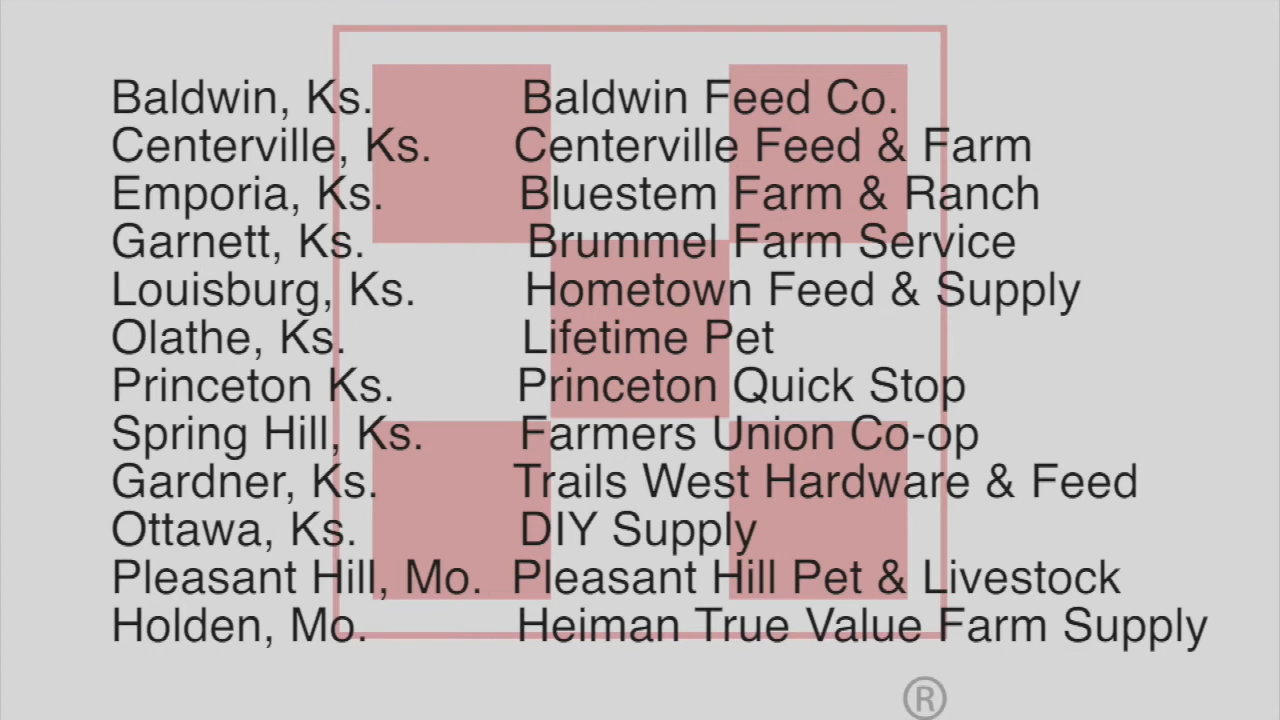 Baldwin, Ks. Baldwin Feed Co.
Centerville, Ks. Centerville Feed & Farm
Emporia, Ks. Bluestem Farm & Ranch
Garnett, Ks. Brummel Farm Service
Louisburg, Ks. Hometown Feed & Supply
Olathe, Ks. Lifetime Pet
Princeton Ks. Princeton Quick Stop
Spring Hill, Ks. Farmers Union Co-op
Gardner, Ks. Trails West Hardware & Feed
Ottawa, Ks. DIY Supply
Pleasant Hill, Mo. Pleasant Hill Pet & Livestock
Holden, Mo. Heiman True Value Farm Supply
®